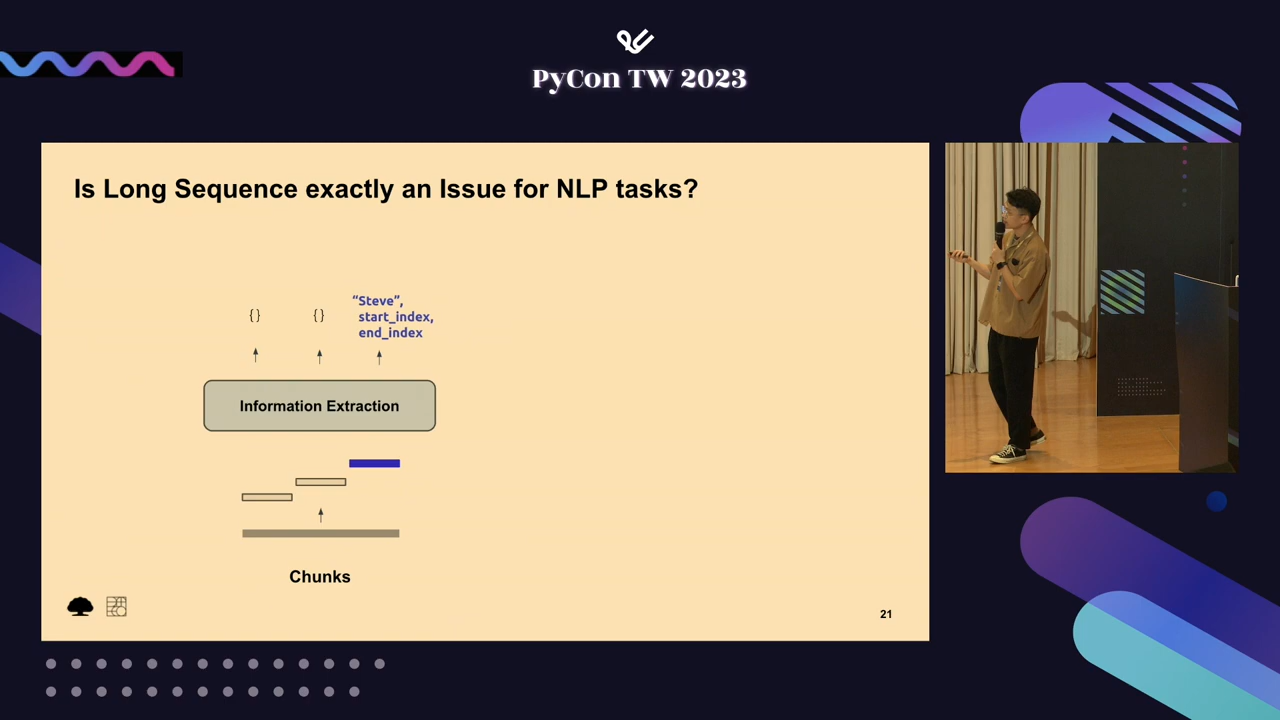 PyCon TW 2023
Is Long Sequence exactly an Issue for NLP tasks?
{ }
{ }
“Steve”,
start_index,
end_index
Information Extraction
Chunks
21